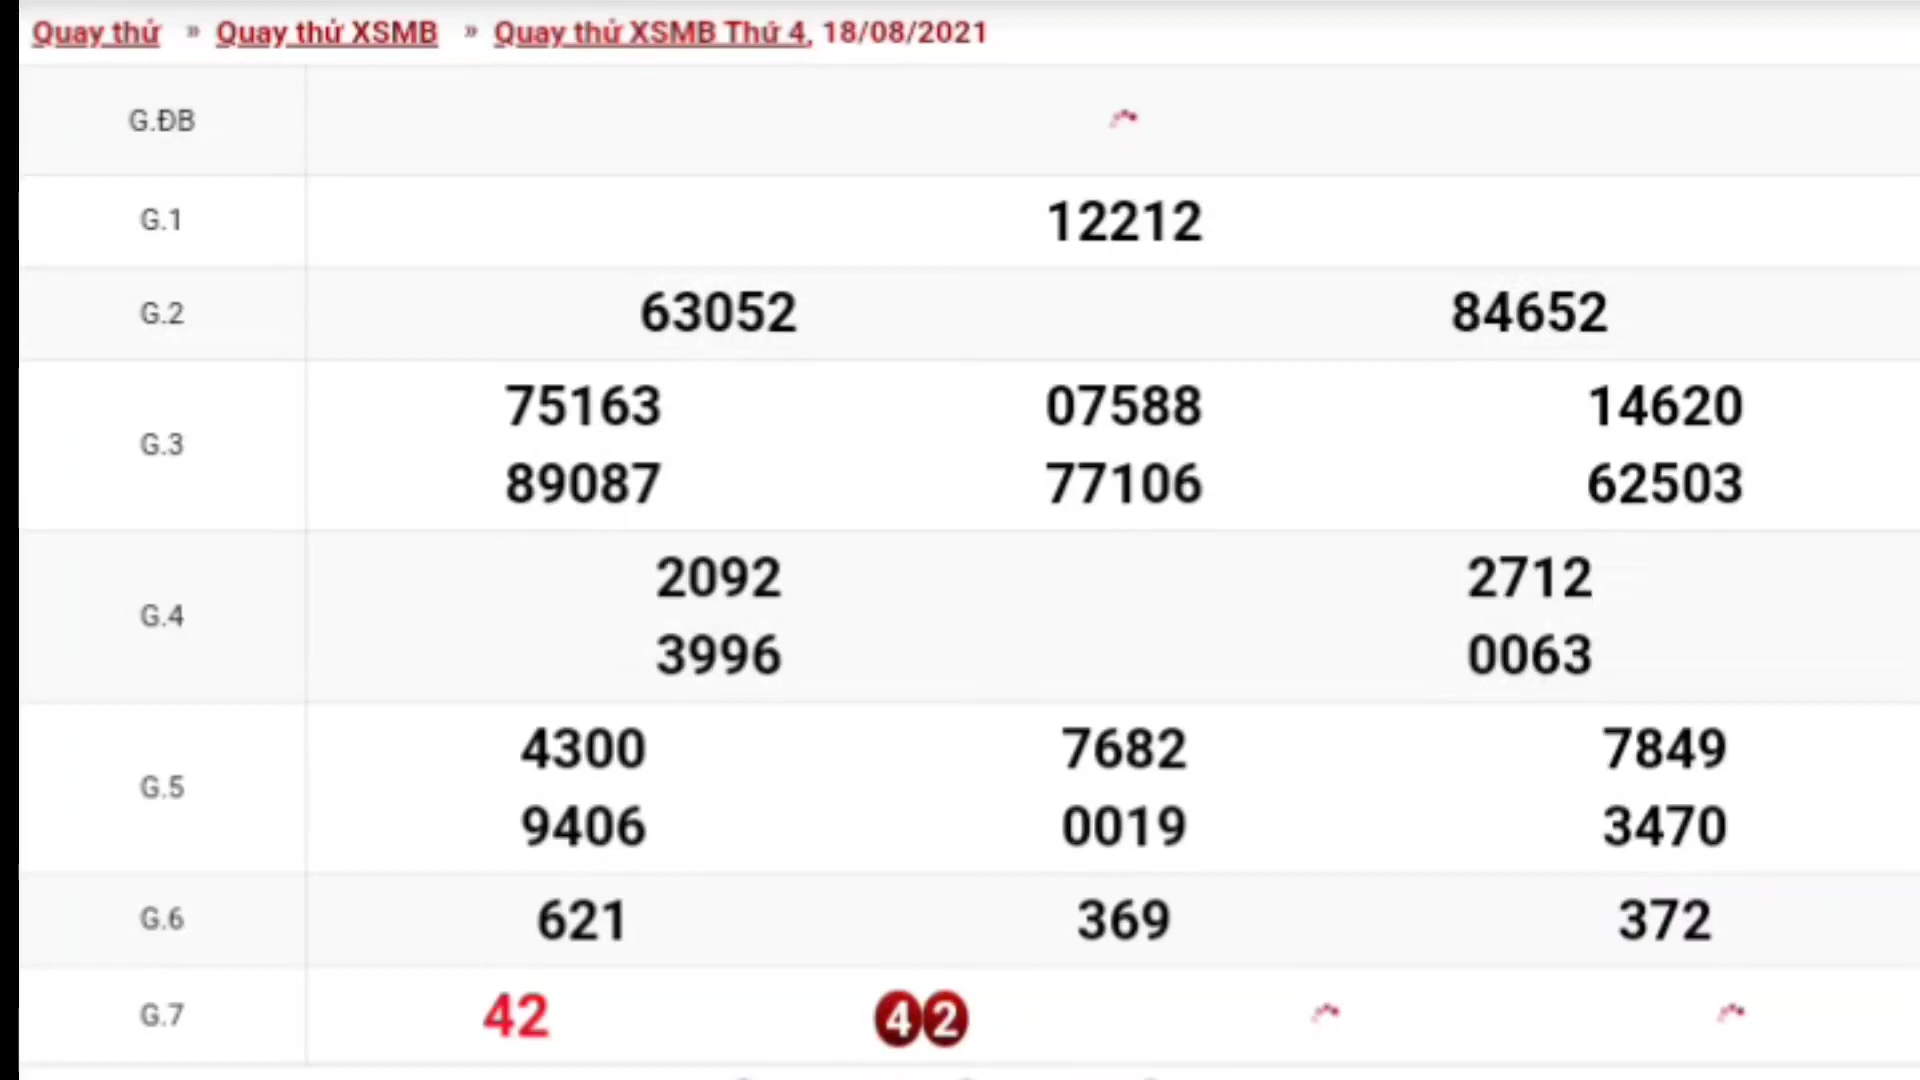 Quay thử » Quay thử XSMB » Quay thử XSMB Thứ 4, 18/08/2021
G.ĐB
G.1 12212
G.2 63052 84652
G.3
75163 07588 14620
89087 77106 62503
G.4
2092 2712
3996 0063
G.5
4300 7682 7849
9406 0019 3470
G.6 621 369 372
G.7 42 42